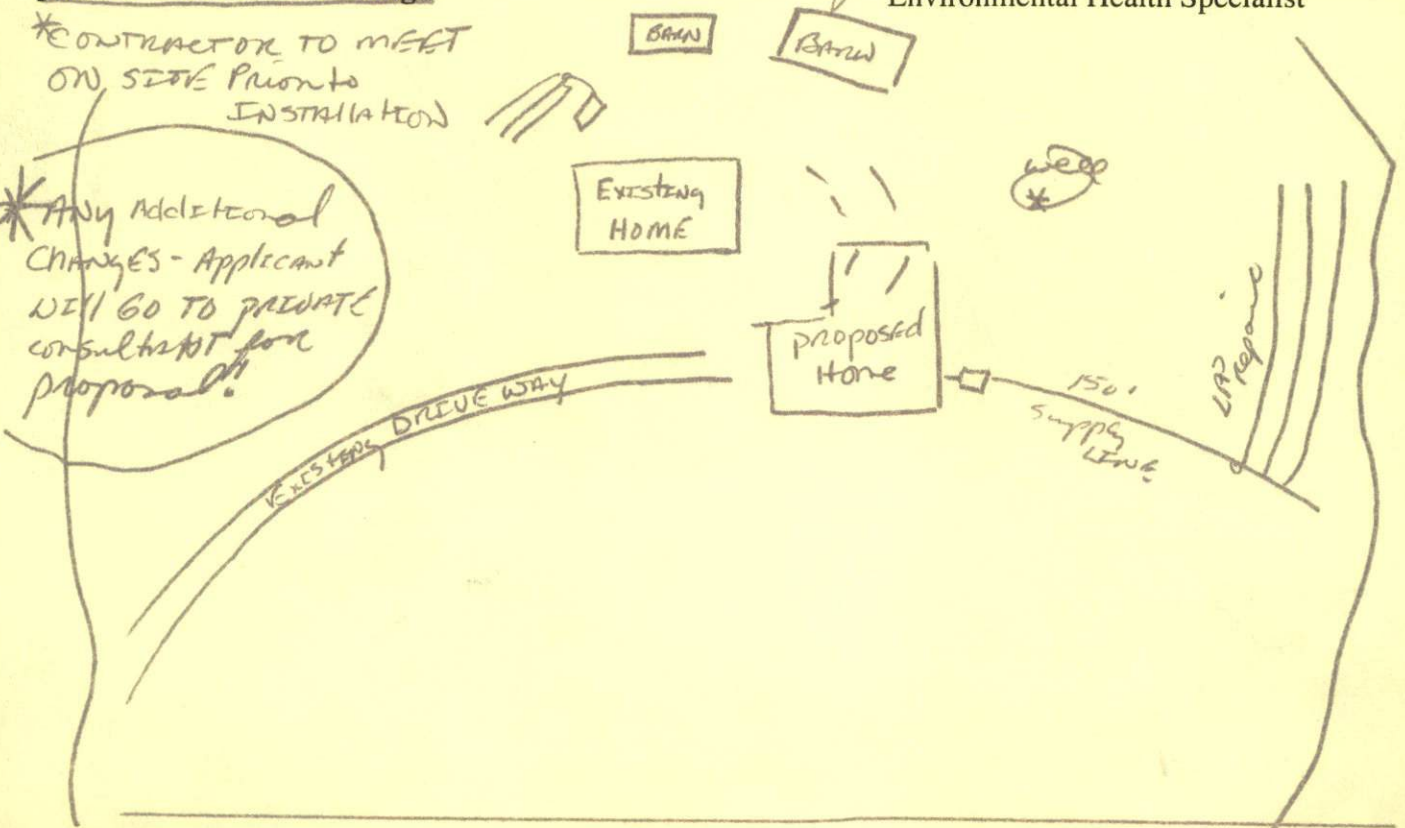 Environmental Health Specialist
*CONTRACTOR TO MEET
ON SITE Prior to
INSTALLATION
BARN
BARN
*ANY Additional
CHANGES - Applicant
will GO TO PRIVATE
consultant for
proposal!
EXISTING
HOME
well
*
proposed
Home
EXISTING DRIVE WAY
150'
Supply
LINE
Repair